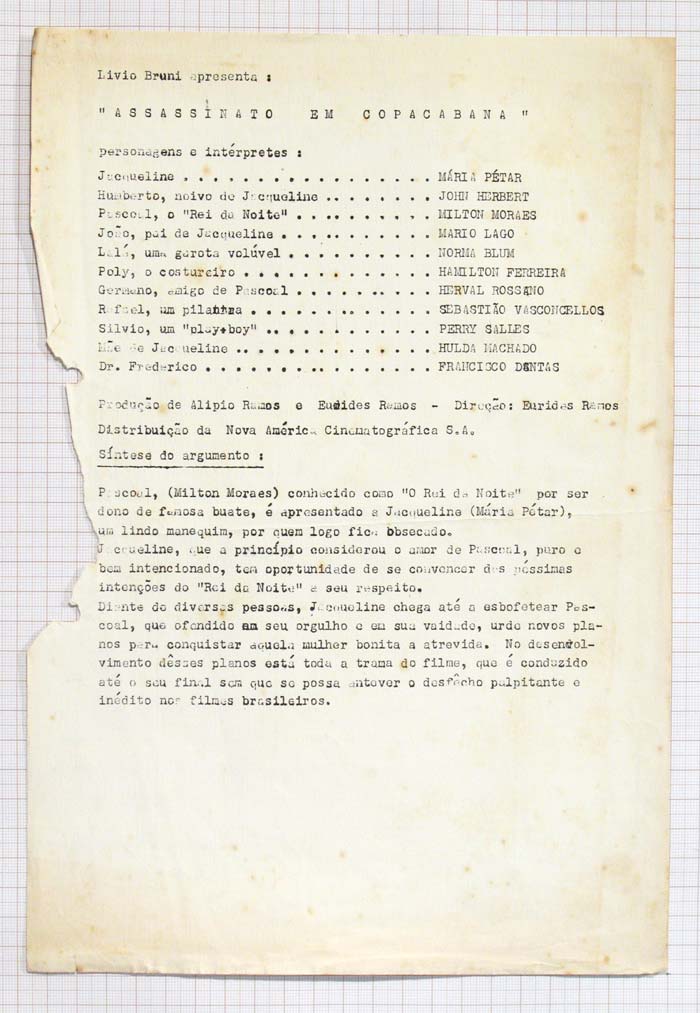 Livio Bruni apresenta :
" A S S A S S I N A T O   E M   C O P A C A B A N A "
personagens e intérpretes :
Jacqueline . . . . . . . . . . . . . . . . . . MÁRIA PÉTAR
Humberto, noivo de Jacqueline . . . . . . . . JOHN HERBERT
Pascoal, o "Rei da Noite" . . . . . . . . . . MILTON MORAES
João, pai de Jacqueline . . . . . . . . . . . MARIO LAGO
Lalá, uma garota volúvel . . . . . . . . . . NORMA BLUM
Poly, o costureiro . . . . . . . . . . . . . . HAMILTON FERREIRA
Germano, amigo de Pascoal . . . . . . . . . . HERVAL ROSSANO
Rafael, um pilantra . . . . . . . . . . . . . SEBASTIÃO VASCONCELLOS
Silvio, um "play-boy" . . . . . . . . . . . . PERRY SALLES
Mãe de Jacqueline . . . . . . . . . . . . . . HULDA MACHADO
Dr. Frederico . . . . . . . . . . . . . . . . FRANCISCO DANTAS
Produção de Alipio Ramos e Eurides Ramos - Direção: Eurides Ramos
Distribuição da Nova América Cinematográfica S.A.
Síntese do argumento :
Pascoal, (Milton Moraes) conhecido como "O Rei da Noite" por ser
dono de famosa buate, é apresentado a Jacqueline (Mária Pétar),
um lindo manequim, por quem logo fica obsecado.
Jacqueline, que a princípio considerou o amor de Pascoal, puro e
bem intencionado, tem oportunidade de se convencer das péssimas
intenções do "Rei da Noite" a seu respeito.
Diante de diversas pessoas, Jacqueline chega até a esbofetear Pas-
coal, que ofendido em seu orgulho e em sua vaidade, urde novos pla-
nos para conquistar aquela mulher bonita a atrevida. No desenvol-
vimento dêsses planos está toda a trama do filme, que é conduzido
até o seu final sem que se possa antever o desfêcho palpitante e
inédito nos filmes brasileiros.